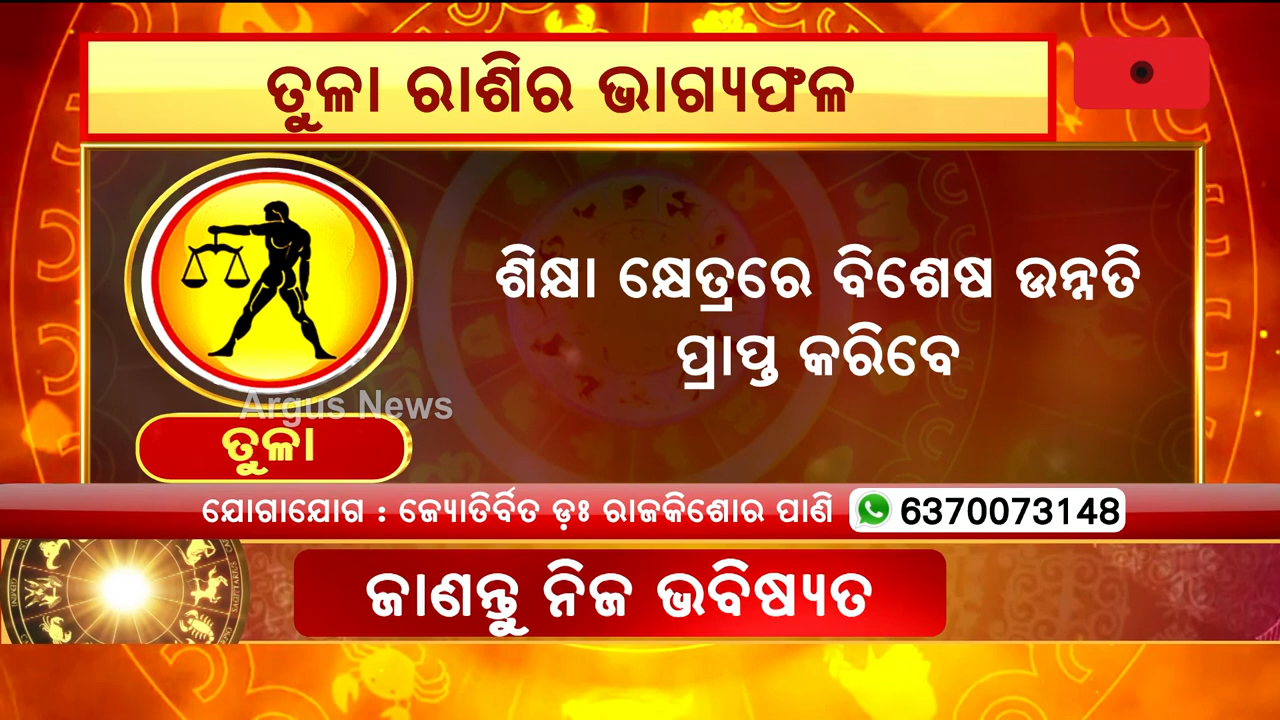 ତୁଳା ରାଶିର ଭାଗ୍ୟଫଳ
ଶିକ୍ଷା କ୍ଷେତ୍ରରେ ବିଶେଷ ଉନ୍ନତି
ପ୍ରାପ୍ତ କରିବେ
Argus News
ତୁଳା
ଯୋଗାଯୋଗ : ଜ୍ୟୋତିର୍ବିତ ଡ଼ଃ ରାଜକିଶୋର ପାଣି 6370073148
ଜାଣନ୍ତୁ ନିଜ ଭବିଷ୍ୟତ